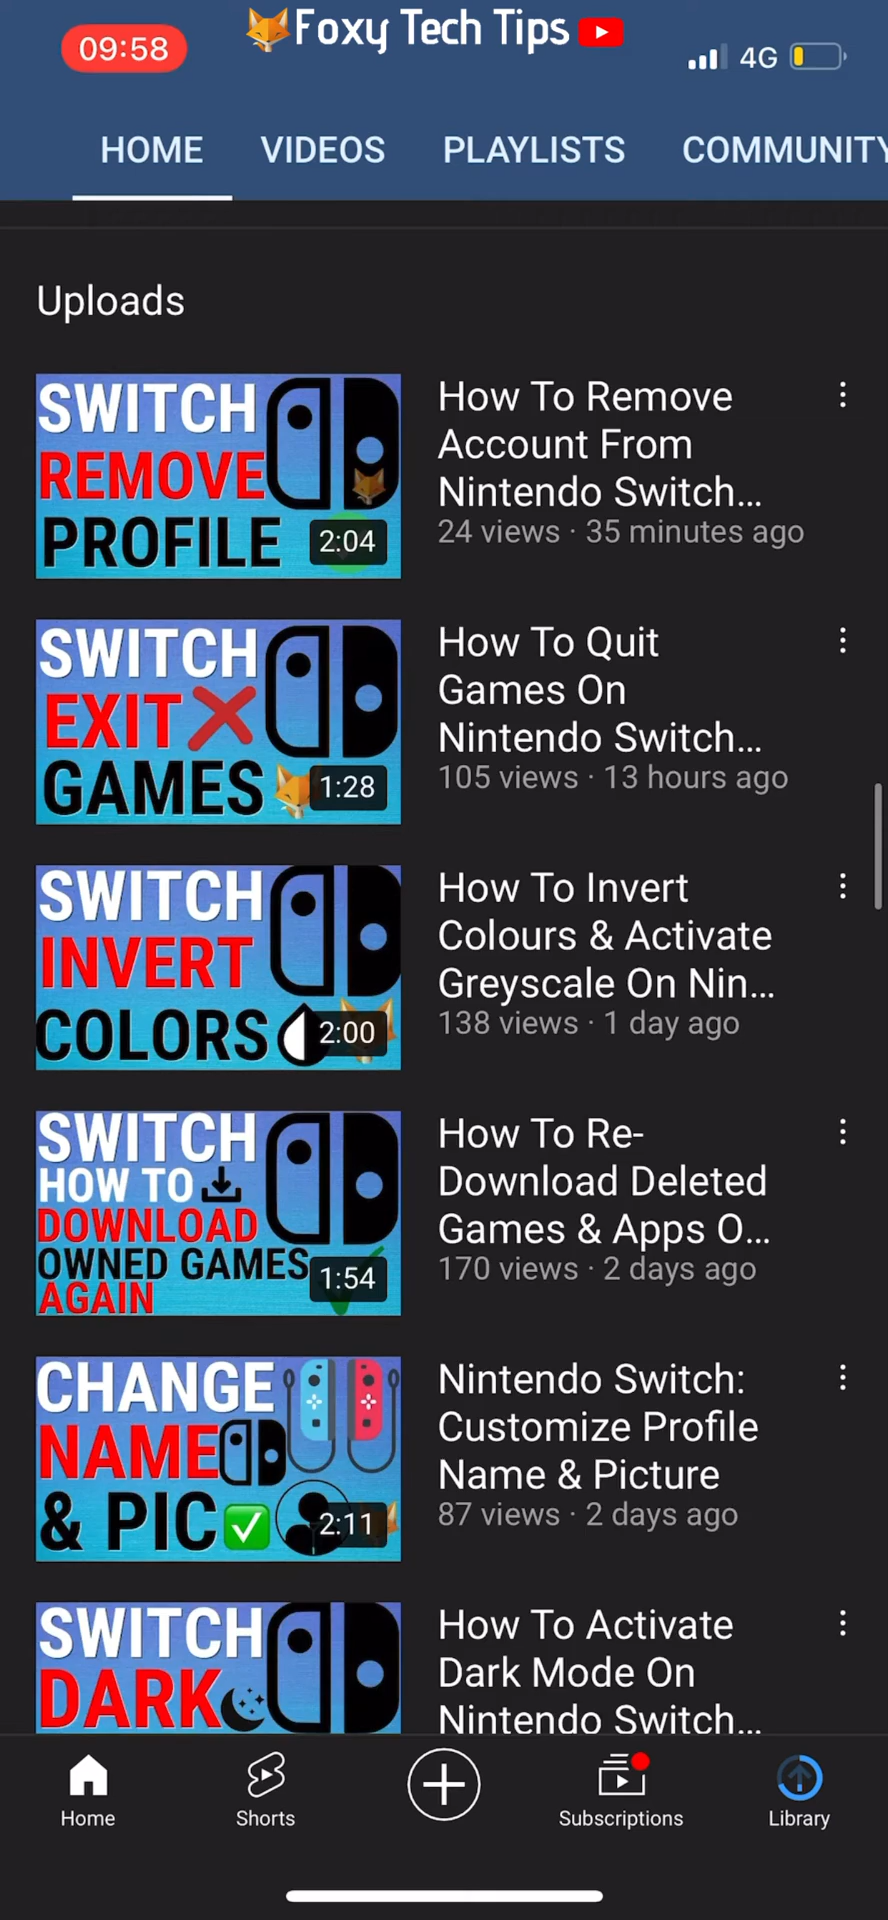 09:58
Foxy Tech Tips
4G
HOME VIDEOS PLAYLISTS COMMUNITY
Uploads
SWITCH
REMOVE
PROFILE
2:04
How To Remove
Account From
Nintendo Switch...
24 views · 35 minutes ago
SWITCH
EXIT
GAMES
1:28
How To Quit
Games On
Nintendo Switch...
105 views · 13 hours ago
SWITCH
INVERT
COLORS
2:00
How To Invert
Colours & Activate
Greyscale On Nin...
138 views · 1 day ago
SWITCH
HOW TO
DOWNLOAD
OWNED GAMES
AGAIN
1:54
How To Re-
Download Deleted
Games & Apps O...
170 views · 2 days ago
CHANGE
NAME
& PIC
2:11
Nintendo Switch:
Customize Profile
Name & Picture
87 views · 2 days ago
SWITCH
DARK
How To Activate
Dark Mode On
Nintendo Switch...
Home Shorts Subscriptions Library